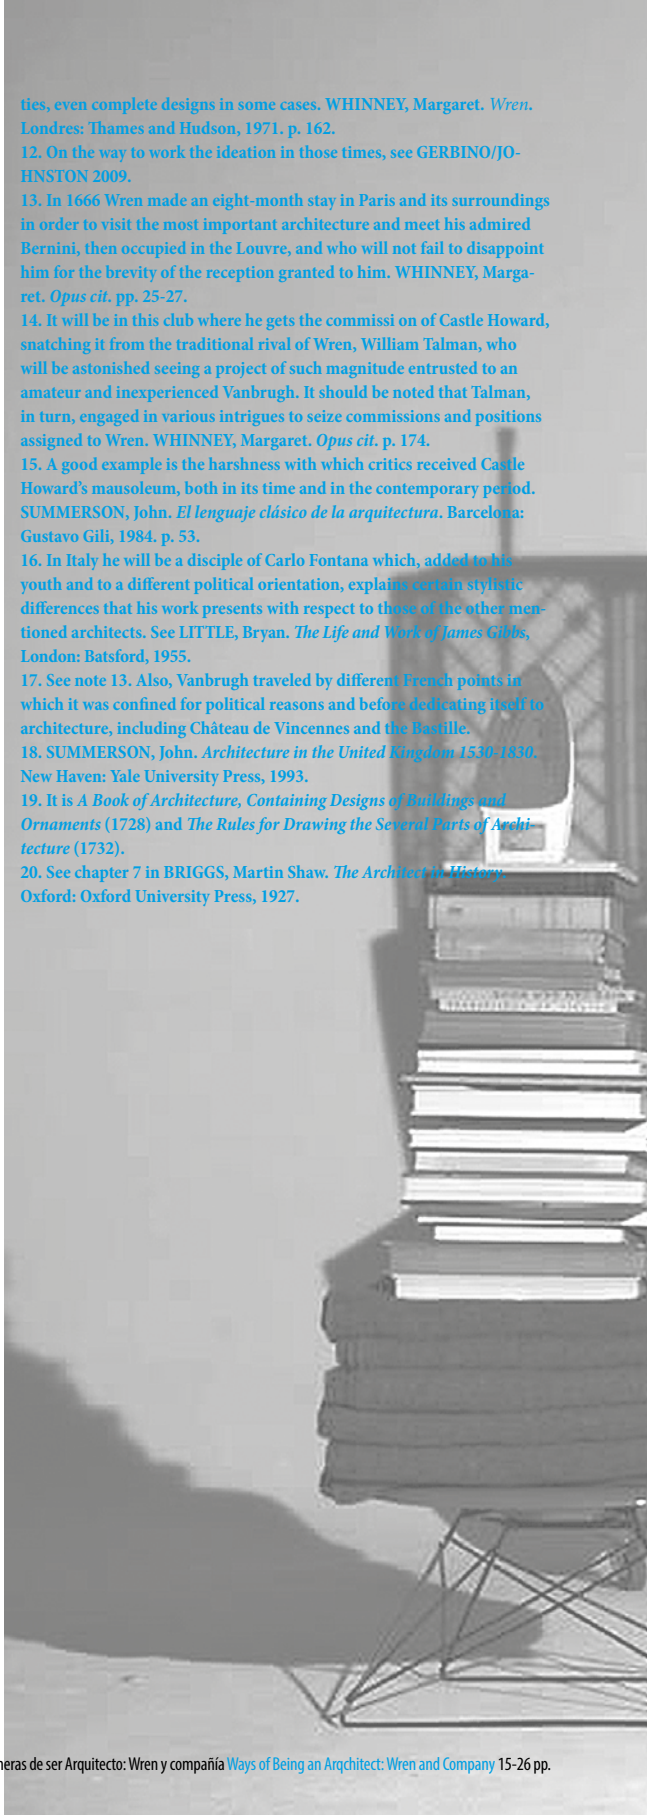 ties, even complete designs in some cases. WHINNEY, Margaret. Wren.
Londres: Thames and Hudson, 1971. p. 162.
12. On the way to work the ideation in those times, see GERBINO/JO-
HNSTON 2009.
13. In 1666 Wren made an eight-month stay in Paris and its surroundings
in order to visit the most important architecture and meet his admired
Bernini, then occupied in the Louvre, and who will not fail to disappoint
him for the brevity of the reception granted to him. WHINNEY, Marga-
ret. Opus cit. pp. 25-27.
14. It will be in this club where he gets the commissi on of Castle Howard,
snatching it from the traditional rival of Wren, William Talman, who
will be astonished seeing a project of such magnitude entrusted to an
amateur and inexperienced Vanbrugh. It should be noted that Talman,
in turn, engaged in various intrigues to seize commissions and positions
assigned to Wren. WHINNEY, Margaret. Opus cit. p. 174.
15. A good example is the harshness with which critics received Castle
Howard's mausoleum, both in its time and in the contemporary period.
SUMMERSON, John. El lenguaje clásico de la arquitectura. Barcelona:
Gustavo Gili, 1984. p. 53.
16. In Italy he will be a disciple of Carlo Fontana which, added to his
youth and to a different political orientation, explains certain stylistic
differences that his work presents with respect to those of the other men-
tioned architects. See LITTLE, Bryan. The Life and Work of James Gibbs,
London: Batsford, 1955.
17. See note 13. Also, Vanbrugh traveled by different French points in
which it was confined for political reasons and before dedicating itself to
architecture, including Château de Vincennes and the Bastille.
18. SUMMERSON, John. Architecture in the United Kingdom 1530-1830.
New Haven: Yale University Press, 1993.
19. It is A Book of Architecture, Containing Designs of Buildings and
Ornaments (1728) and The Rules for Drawing the Several Parts of Archi-
tecture (1732).
20. See chapter 7 in BRIGGS, Martin Shaw. The Architect in History.
Oxford: Oxford University Press, 1927.
neras de ser Arquitecto: Wren y compañía Ways of Being an Arqchitect: Wren and Company 15-26 pp.